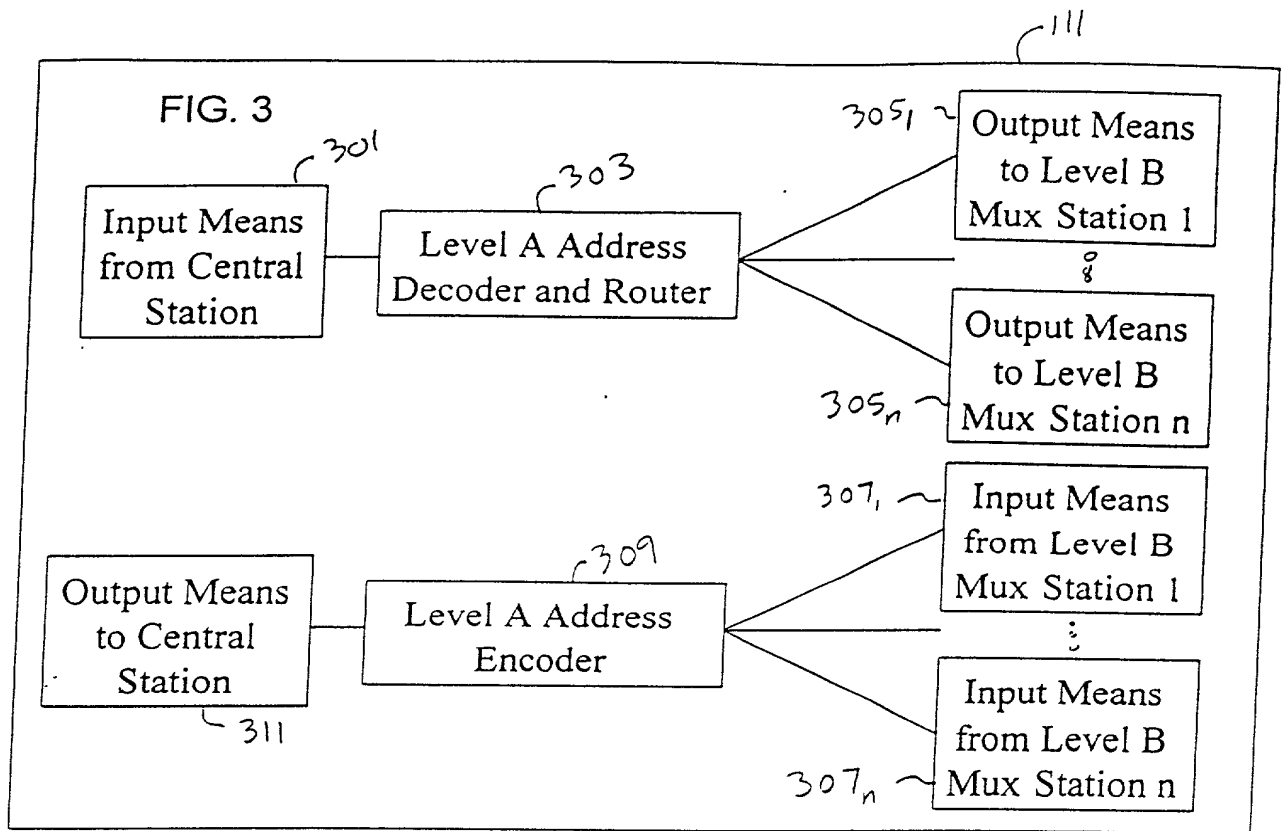 111
FIG. 3
301
Input Means
from Central
Station
303
Level A Address
Decoder and Router
305₁
Output Means
to Level B
Mux Station 1
Output Means
to Level B
Mux Station n
305ₙ
307₁
Input Means
from Level B
Mux Station 1
309
Output Means
to Central
Station
311
Level A Address
Encoder
Input Means
from Level B
Mux Station n
307ₙ